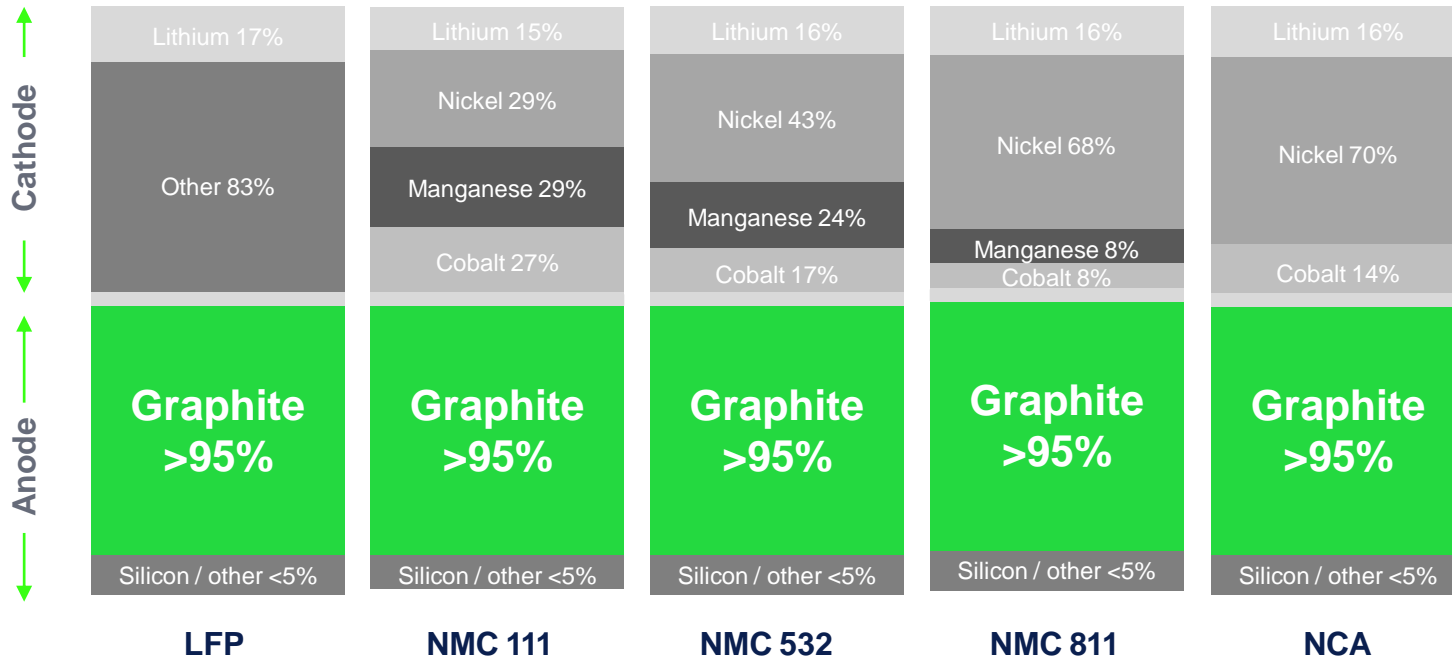 Cathode
Anode
Lithium 17%
Other 83%
Graphite
>95%
Silicon / other <5%
LFP
Lithium 15%
Nickel 29%
Manganese 29%
Cobalt 27%
Graphite
>95%
Silicon / other <5%
NMC 111
Lithium 16%
Nickel 43%
Manganese 24%
Cobalt 17%
Graphite
>95%
Silicon / other <5%
NMC 532
Lithium 16%
Nickel 68%
Manganese 8%
Cobalt 8%
Graphite
>95%
Silicon / other <5%
NMC 811
Lithium 16%
Nickel 70%
Cobalt 14%
Graphite
>95%
Silicon / other <5%
NCA